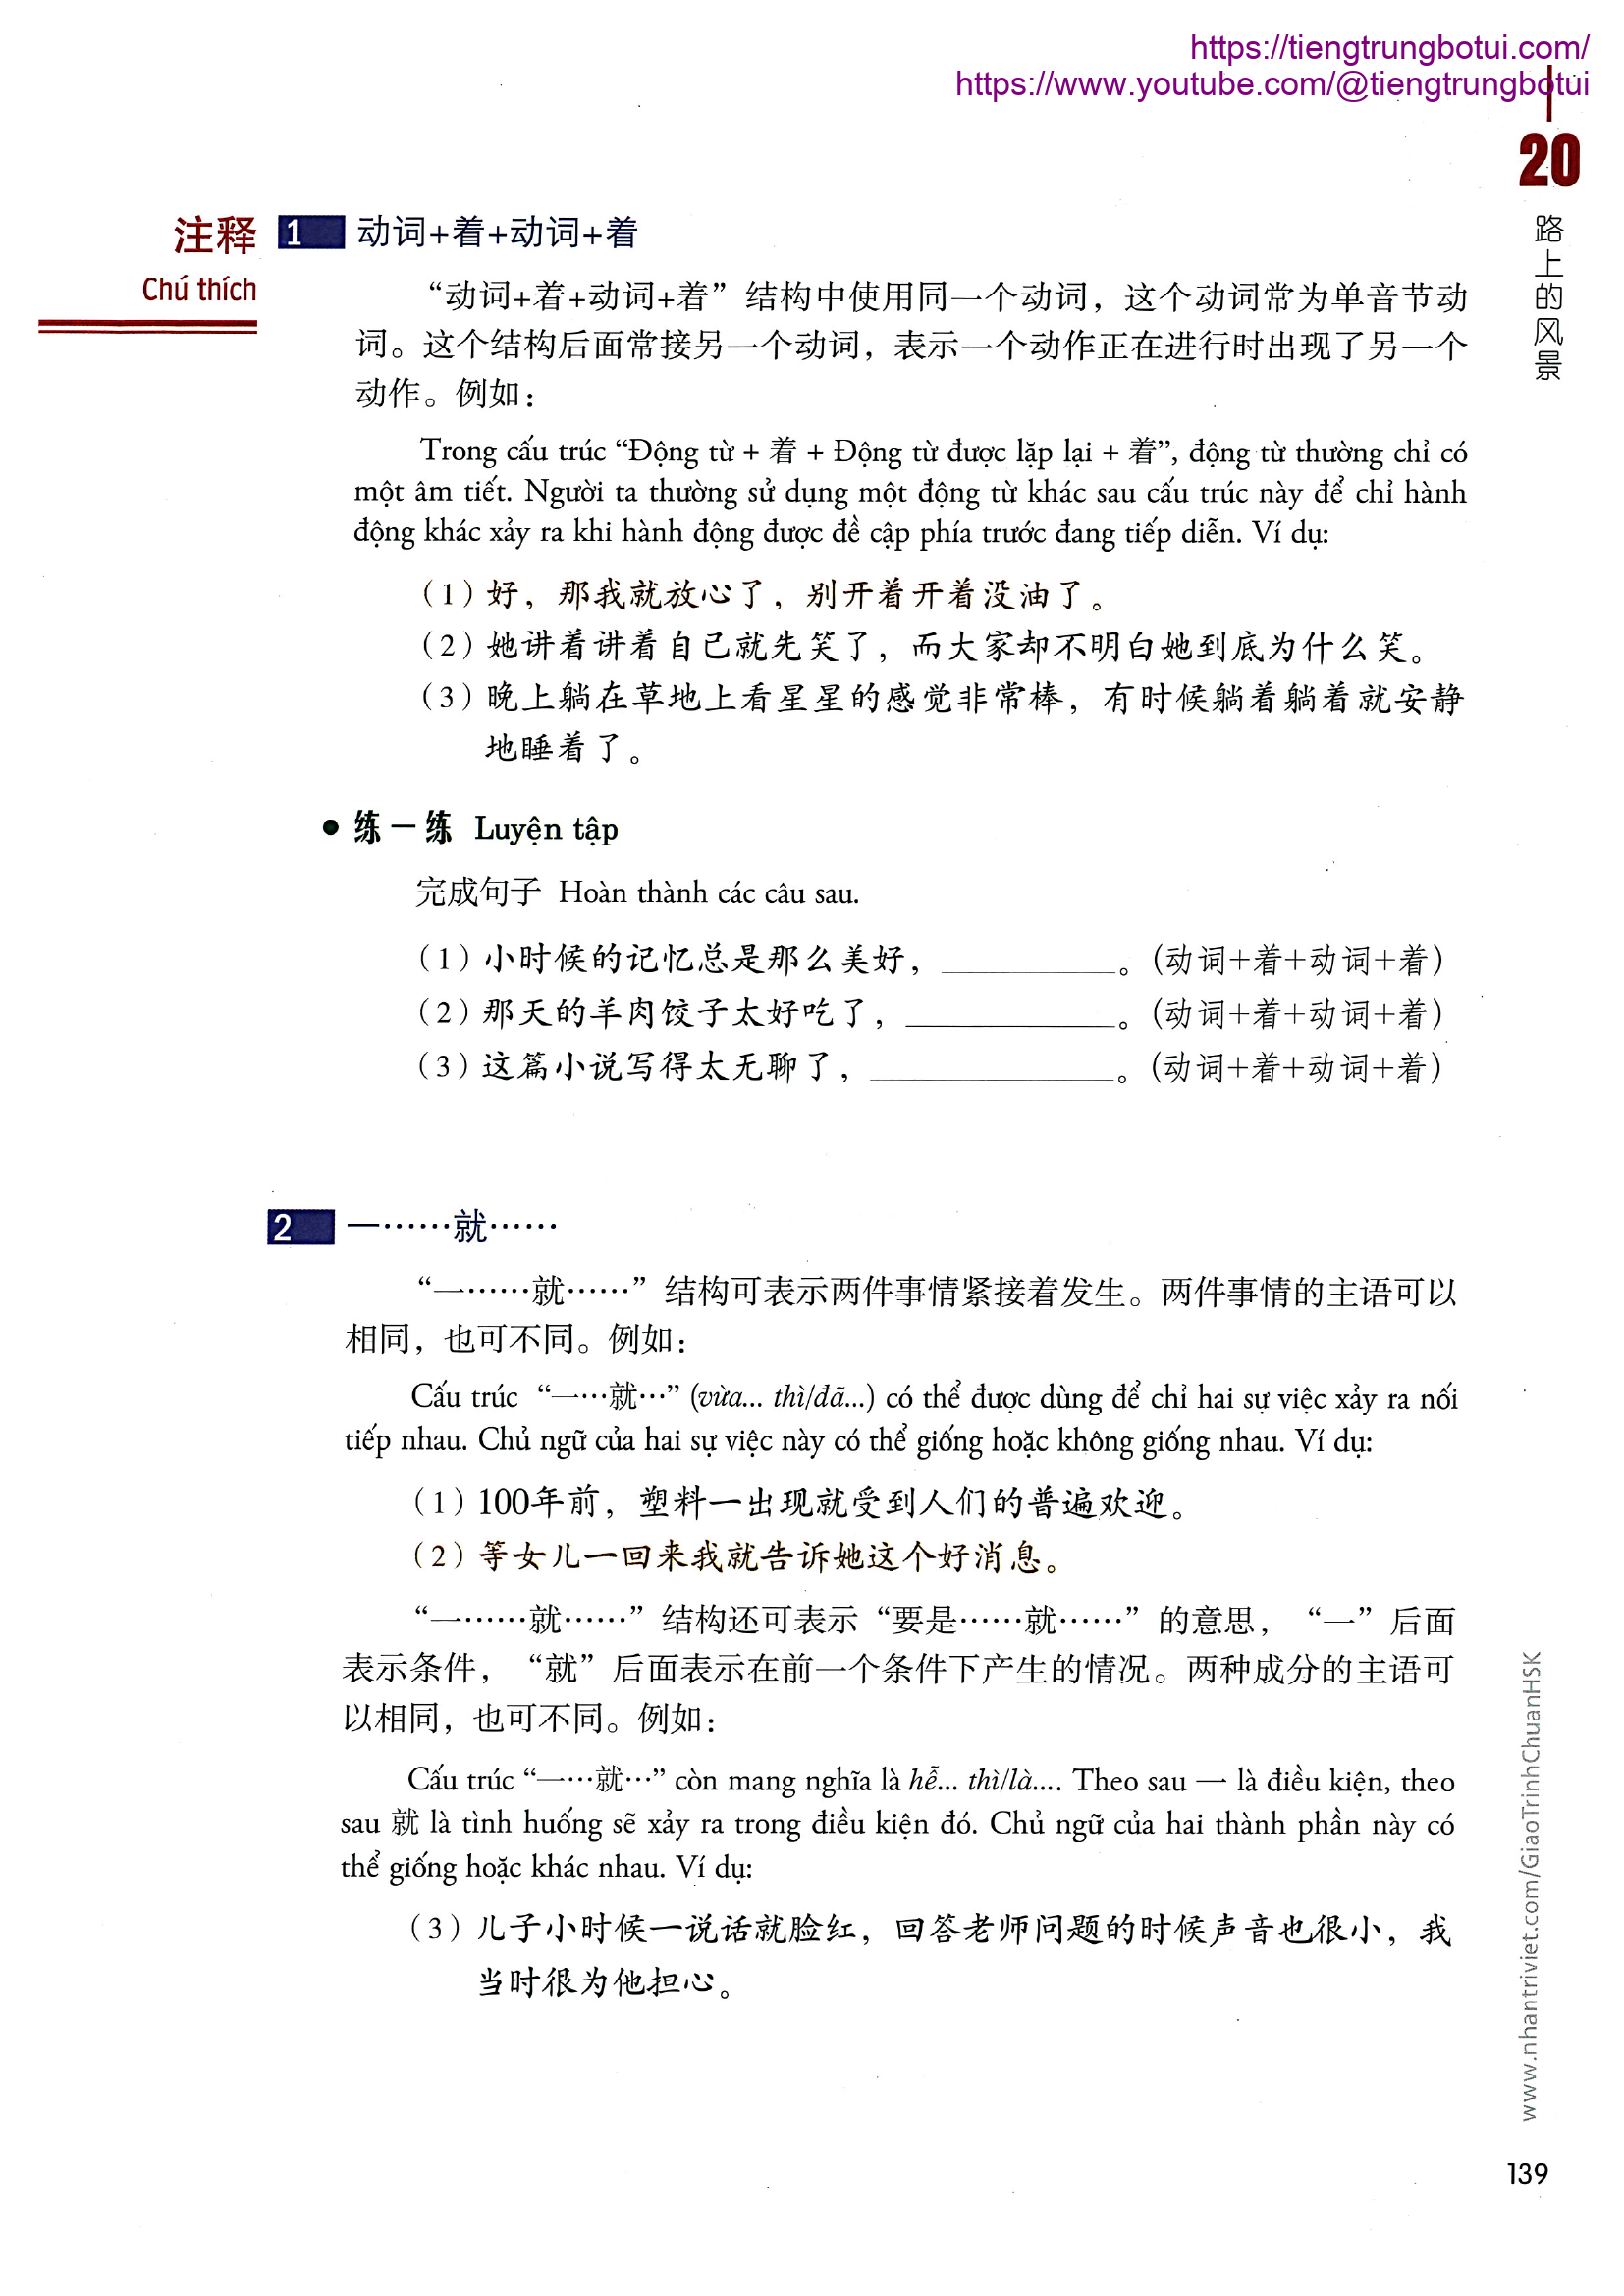 https://tiengtrungbotui.com/
https://www.youtube.com/@tiengtrungbotui
20
路上的风景
注释
Chú thích
1 动词+着+动词+着
“动词+着+动词+着”结构中使用同一个动词，这个动词常为单音节动
词。这个结构后面常接另一个动词，表示一个动作正在进行时出现了另一个
动作。例如：
Trong cấu trúc “Động từ + 着 + Động từ được lặp lại + 着”, động từ thường chỉ có
một âm tiết. Người ta thường sử dụng một động từ khác sau cấu trúc này để chỉ hành
động khác xảy ra khi hành động được đề cập phía trước đang tiếp diễn. Ví dụ:
（1）好，那我就放心了，别开着开着没油了。
（2）她讲着讲着自己就先笑了，而大家却不明白她到底为什么笑。
（3）晚上躺在草地上看星星的感觉非常棒，有时候躺着躺着就安静
地睡着了。
● 练一练 Luyện tập
完成句子 Hoàn thành các câu sau.
（1）小时候的记忆总是那么美好，__________。（动词+着+动词+着）
（2）那天的羊肉饺子太好吃了，____________。（动词+着+动词+着）
（3）这篇小说写得太无聊了，______________。（动词+着+动词+着）
2 一……就……
“一……就……”结构可表示两件事情紧接着发生。两件事情的主语可以
相同，也可不同。例如：
Cấu trúc “一…就…” (vừa... thì/đã...) có thể được dùng để chỉ hai sự việc xảy ra nối
tiếp nhau. Chủ ngữ của hai sự việc này có thể giống hoặc không giống nhau. Ví dụ:
（1）100年前，塑料一出现就受到人们的普遍欢迎。
（2）等女儿一回来我就告诉她这个好消息。
“一……就……”结构还可表示“要是……就……”的意思，“一”后面
表示条件，“就”后面表示在前一个条件下产生的情况。两种成分的主语可
以相同，也可不同。例如：
Cấu trúc “一…就…” còn mang nghĩa là hễ... thì/là.... Theo sau 一 là điều kiện, theo
sau 就 là tình huống sẽ xảy ra trong điều kiện đó. Chủ ngữ của hai thành phần này có
thể giống hoặc khác nhau. Ví dụ:
（3）儿子小时候一说话就脸红，回答老师问题的时候声音也很小，我
当时很为他担心。
www.nhantriviet.com/GiaoTrinhChuanHSK
139